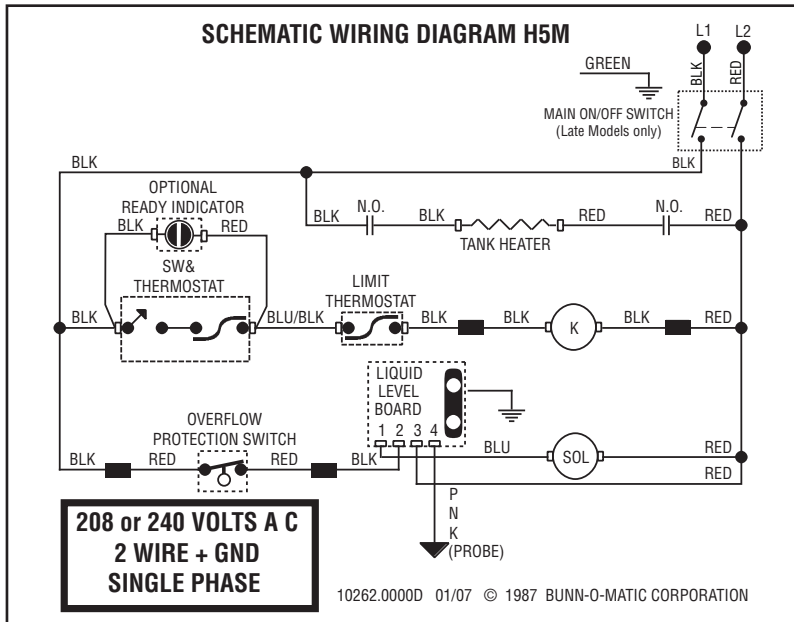 SCHEMATIC WIRING DIAGRAM H5M
L1 L2
GREEN
BLK
RED
MAIN ON/OFF SWITCH
(Late Models only)
BLK
BLK
OPTIONAL
READY INDICATOR
BLK
RED
BLK
N.O.
BLK
RED
N.O.
RED
TANK HEATER
SW&
THERMOSTAT
LIMIT
THERMOSTAT
BLK
BLU/BLK
BLK
BLK
K
BLK
RED
LIQUID
LEVEL
BOARD
1 2 3 4
OVERFLOW
PROTECTION SWITCH
BLK
RED
RED
BLK
BLU
SOL
RED
RED
P
N
K
(PROBE)
208 or 240 VOLTS A C
2 WIRE + GND
SINGLE PHASE
10262.0000D 01/07 © 1987 BUNN-O-MATIC CORPORATION